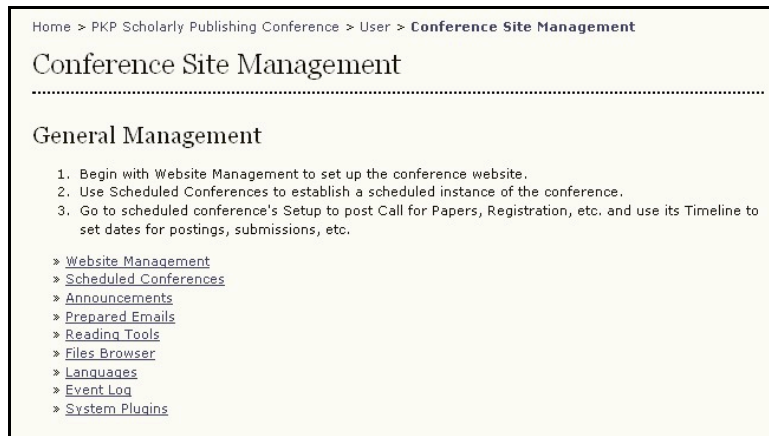 Home > PKP Scholarly Publishing Conference > User > Conference Site Management
Conference Site Management
General Management
1. Begin with Website Management to set up the conference website.
2. Use Scheduled Conferences to establish a scheduled instance of the conference.
3. Go to scheduled conference's Setup to post Call for Papers, Registration, etc. and use its Timeline to
set dates for postings, submissions, etc.
» Website Management
» Scheduled Conferences
» Announcements
» Prepared Emails
» Reading Tools
» Files Browser
» Languages
» Event Log
» System Plugins